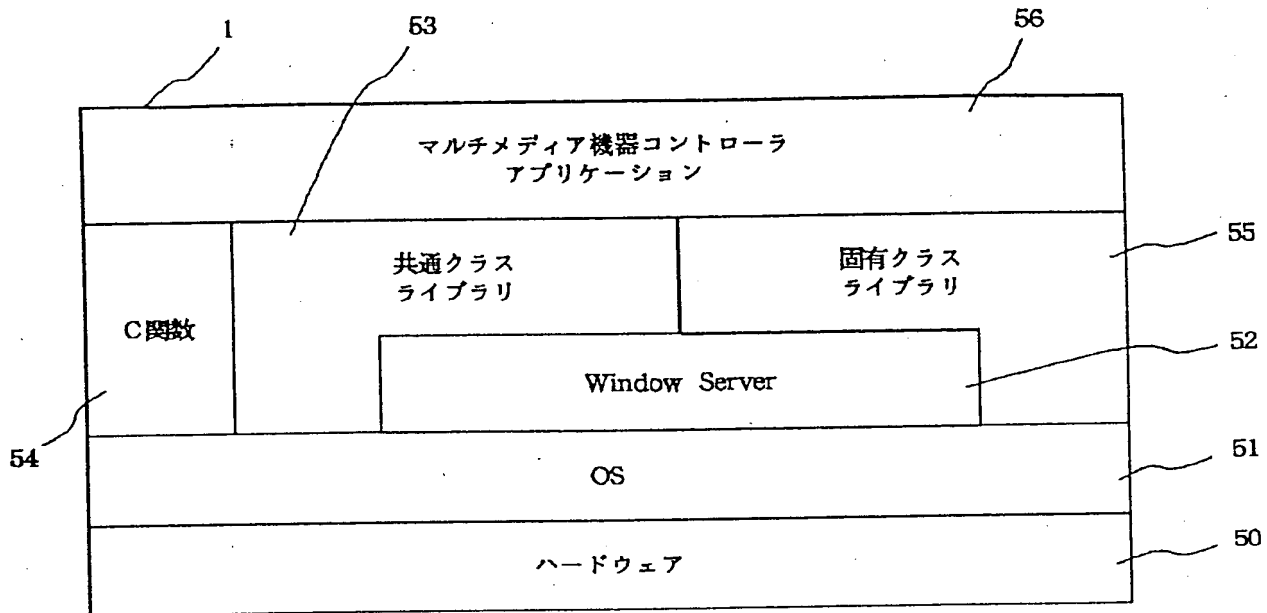 1
53
56
マルチメディア機器コントローラ
アプリケーション
共通クラス
ライブラリ
固有クラス
ライブラリ
55
C関数
Window Server
52
54
OS
51
ハードウェア
50